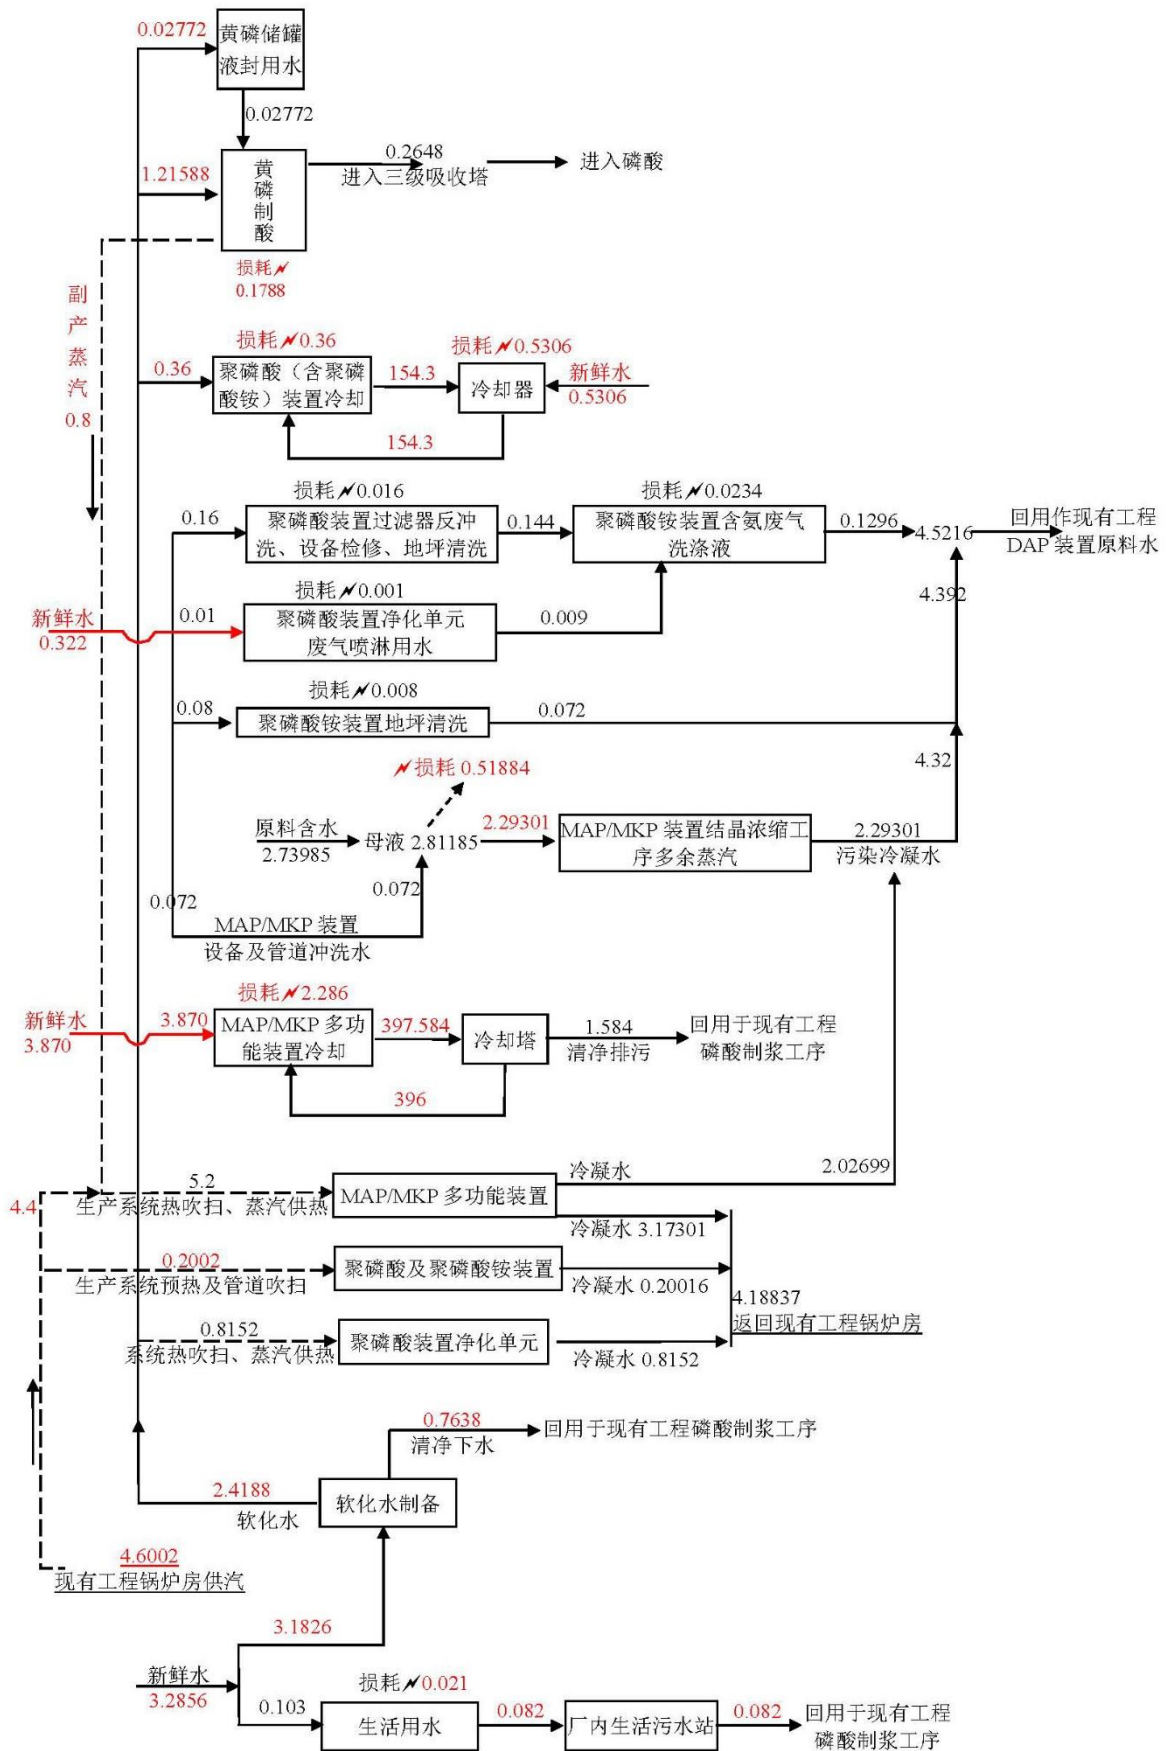 0.02772
黄磷储罐
液封用水
0.02772
1.21588
黄
磷
制
酸
0.2648
进入三级吸收塔
进入磷酸
损耗
0.1788
副
产
蒸
汽
0.8
损耗0.36
0.36
聚磷酸（含聚磷
酸铵）装置冷却
154.3
损耗0.5306
冷却器
新鲜水
0.5306
154.3
损耗0.016
0.16
聚磷酸装置过滤器反冲
洗、设备检修、地坪清洗
0.144
损耗0.0234
聚磷酸铵装置含氨废气
洗涤液
0.1296
4.5216
回用作现有工程
DAP 装置原料水
4.392
损耗0.001
新鲜水
0.322
0.01
聚磷酸装置净化单元
废气喷淋用水
0.009
损耗0.008
0.08
聚磷酸铵装置地坪清洗
0.072
4.32
损耗 0.51884
原料含水
2.73985
母液 2.81185
2.29301
MAP/MKP 装置结晶浓缩工
序多余蒸汽
2.29301
污染冷凝水
0.072
0.072
MAP/MKP 装置
设备及管道冲洗水
损耗2.286
新鲜水
3.870
3.870
MAP/MKP 多功
能装置冷却
397.584
冷却塔
1.584
清净排污
回用于现有工程
磷酸制浆工序
396
4.4
5.2
生产系统热吹扫、蒸汽供热
MAP/MKP 多功能装置
冷凝水
2.02699
冷凝水 3.17301
0.2002
生产系统预热及管道吹扫
聚磷酸及聚磷酸铵装置
冷凝水 0.20016
4.18837
返回现有工程锅炉房
0.8152
系统热吹扫、蒸汽供热
聚磷酸装置净化单元
冷凝水 0.8152
0.7638
清净下水
回用于现有工程磷酸制浆工序
2.4188
软化水
软化水制备
4.6002
现有工程锅炉房供汽
3.1826
新鲜水
3.2856
0.103
损耗0.021
生活用水
0.082
厂内生活污水站
0.082
回用于现有工程
磷酸制浆工序